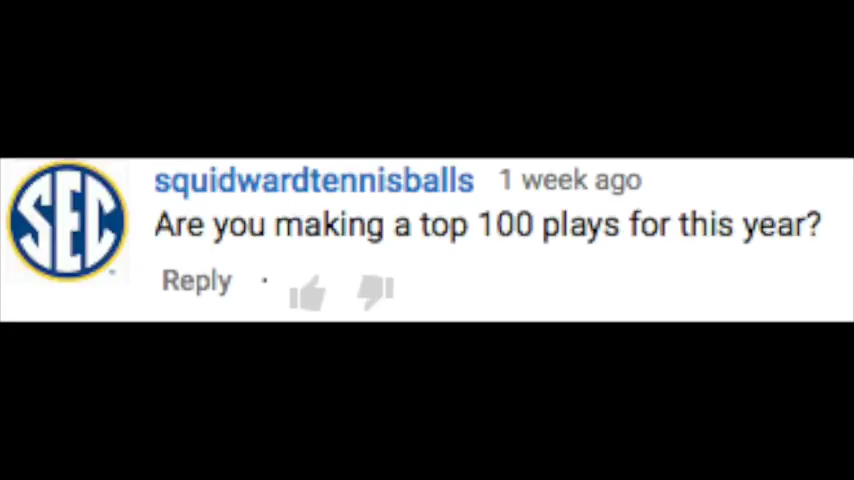 SEC
squidwardtennisballs 1 week ago
Are you making a top 100 plays for this year?
Reply ·